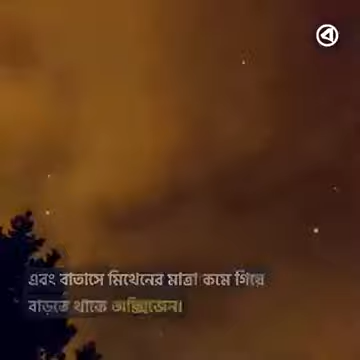 এবং বাতাসে মিথেনের মাত্রা কমে গিয়ে
বাড়তে থাকে অক্সিজেন।